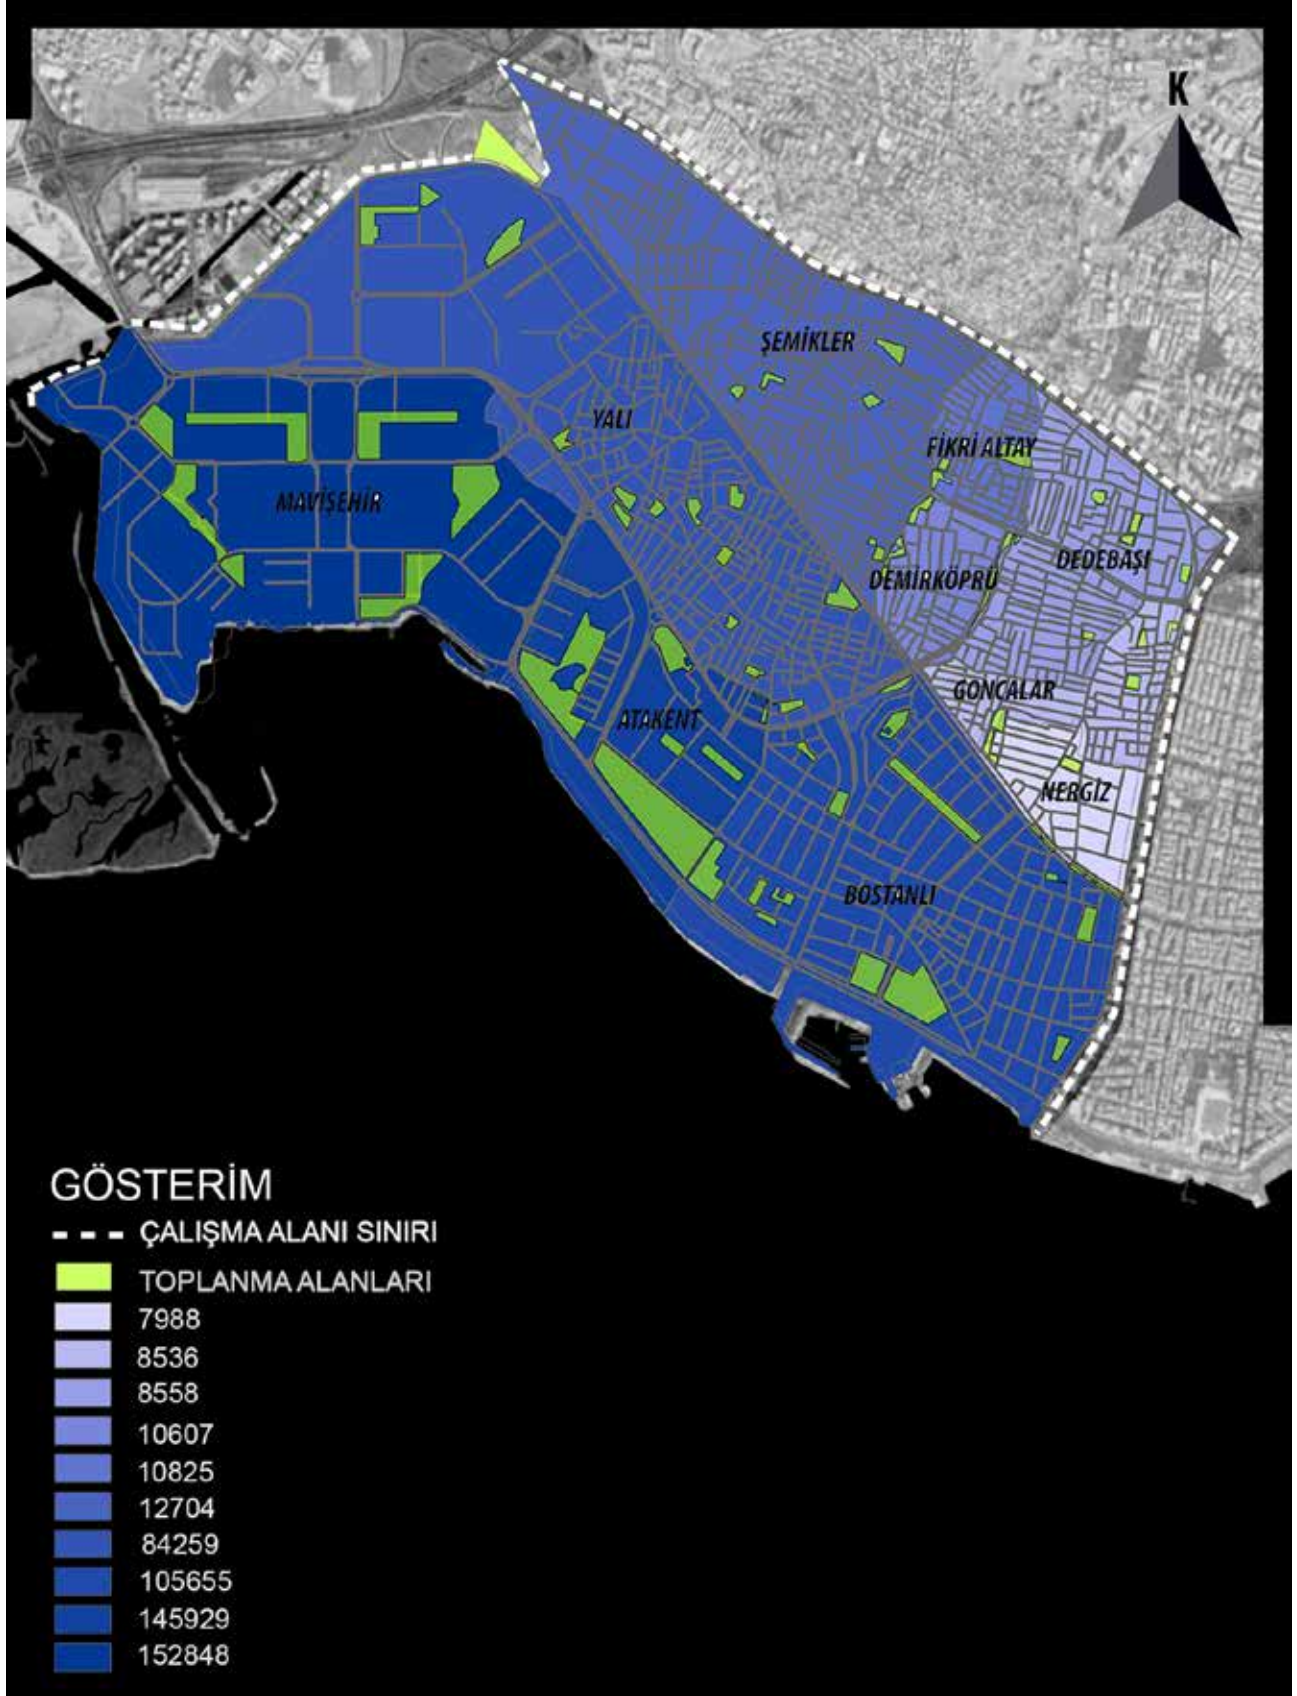 K
ŞEMİKLER
YALI
FİKRİ ALTAY
MAVİŞEHİR
DEDEBAŞI
DEMİRKÖPRÜ
GONCALAR
ATAKENT
NERGİZ
BOSTANLI
GÖSTERİM
ÇALIŞMA ALANI SINIRI
TOPLANMA ALANLARI
7988
8536
8558
10607
10825
12704
84259
105655
145929
152848